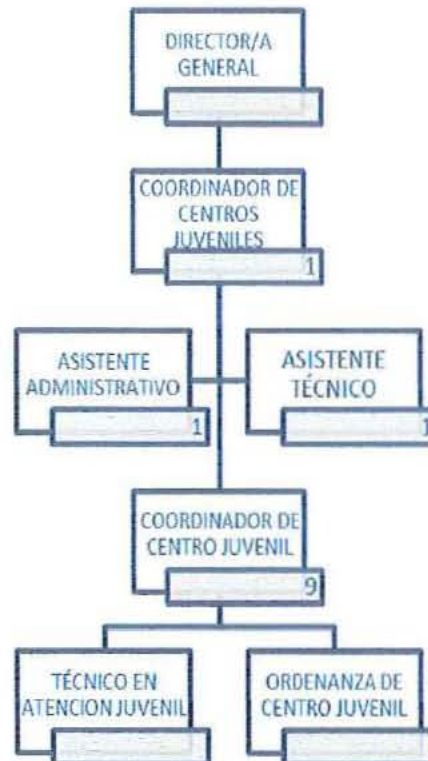 DIRECTOR/A
GENERAL
COORDINADOR DE
CENTROS
JUVENILES
1
ASISTENTE
ADMINISTRATIVO
1
ASISTENTE
TÉCNICO
1
COORDINADOR DE
CENTRO JUVENIL
9
TÉCNICO EN
ATENCION JUVENIL
ORDENANZA DE
CENTRO JUVENIL